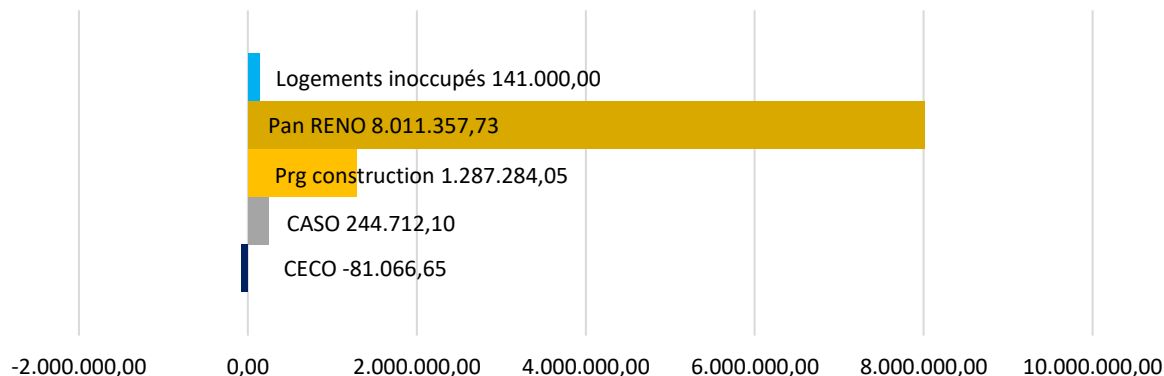 Logements inoccupés 141.000,00
Pan RENO 8.011.357,73
Prg construction 1.287.284,05
CASO 244.712,10
CECO -81.066,65
-2.000.000,00 0,00 2.000.000,00 4.000.000,00 6.000.000,00 8.000.000,00 10.000.000,00